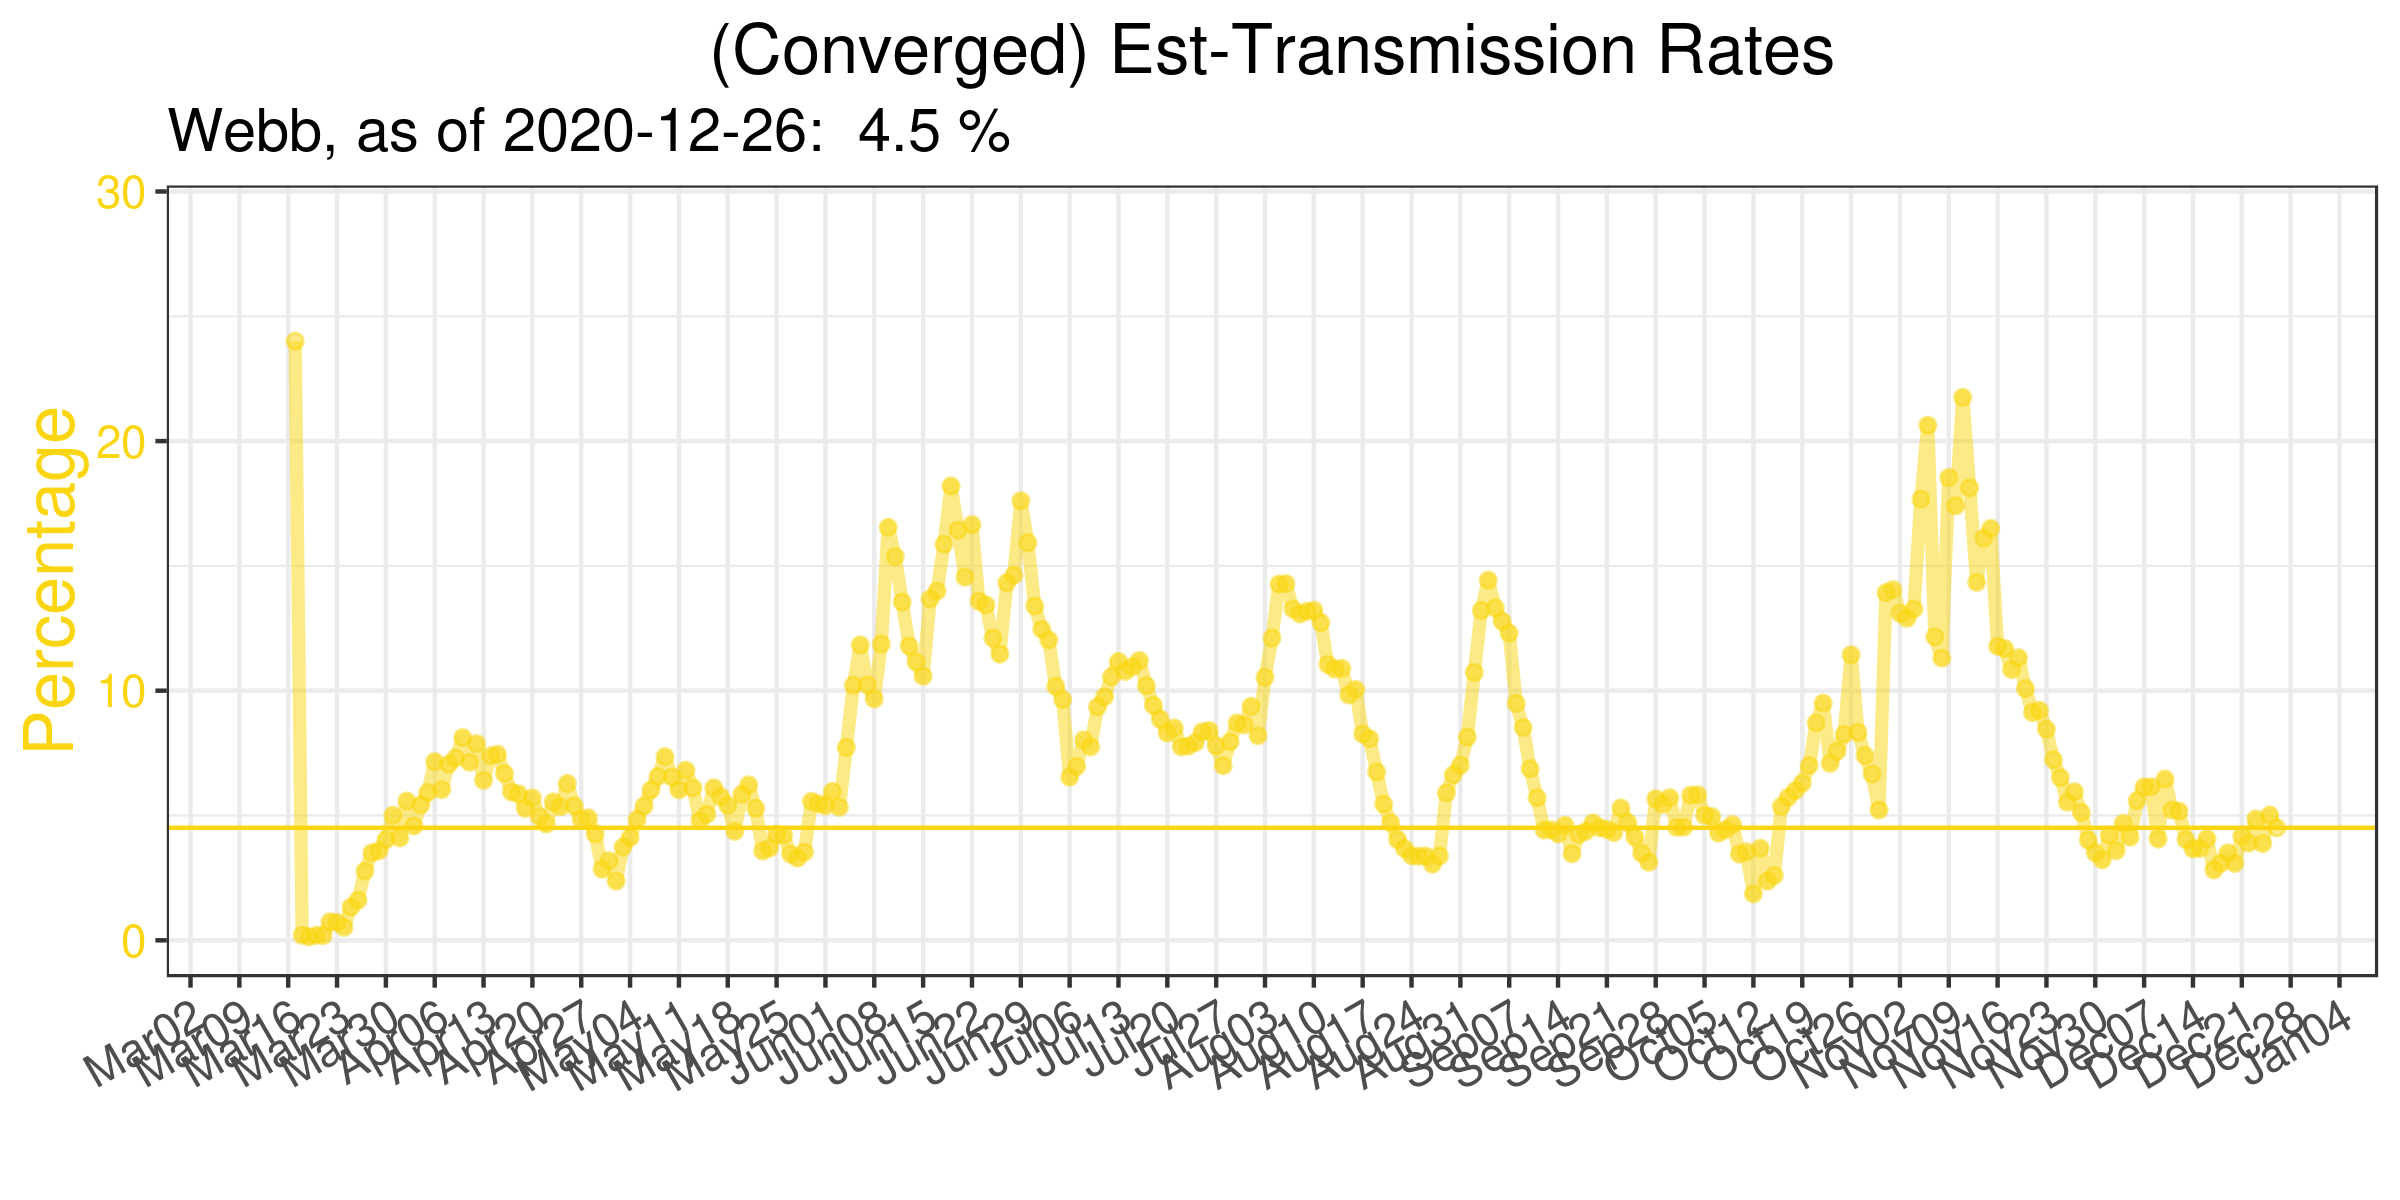 (Converged) Est-Transmission Rates
Webb, as of 2020-12-26:  4.5 %
Percentage
30
20
10
0
Mar02
Mar09
Mar16
Mar23
Mar30
Apr06
Apr13
Apr20
Apr27
May04
May11
May18
May25
Jun01
Jun08
Jun15
Jun22
Jun29
Jul06
Jul13
Jul20
Jul27
Aug03
Aug10
Aug17
Aug24
Aug31
Sep07
Sep14
Sep21
Sep28
Oct05
Oct12
Oct19
Oct26
Nov02
Nov09
Nov16
Nov23
Nov30
Dec07
Dec14
Dec21
Dec28
Jan04